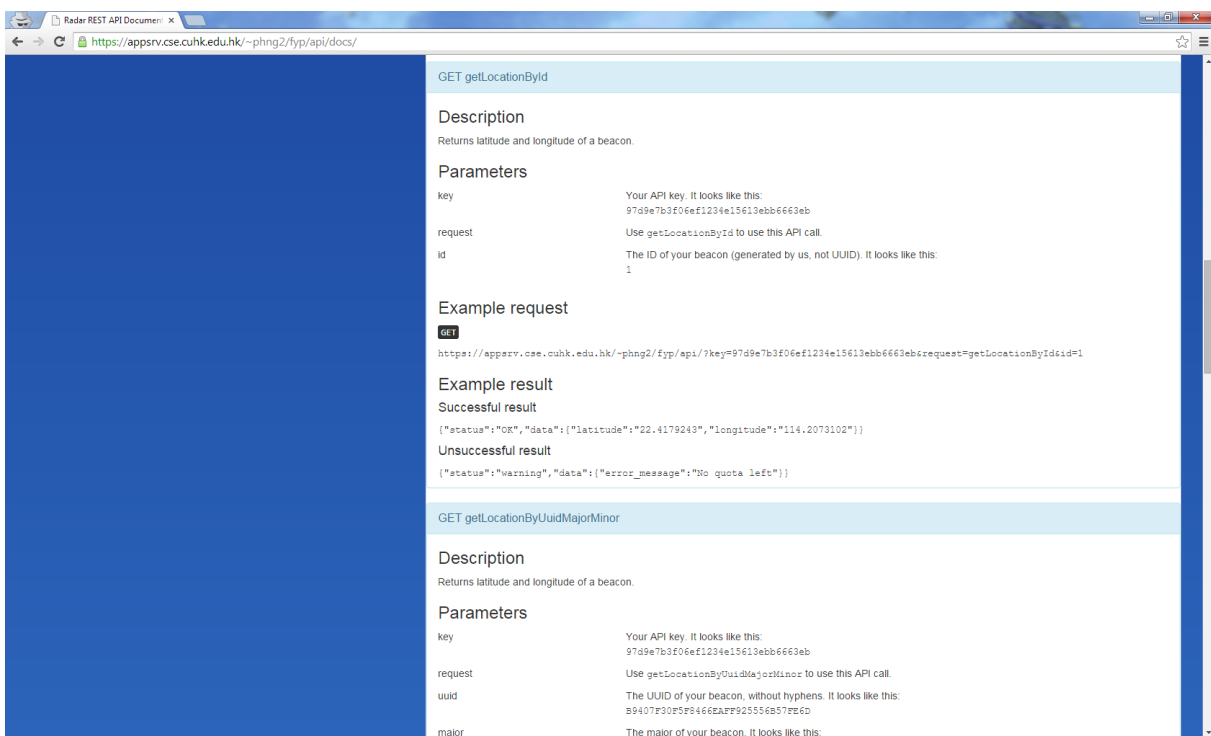 Radar REST API Document
https://appsrv.cse.cuhk.edu.hk/~phng2/fyp/api/docs/
GET getLocationById
Description
Returns latitude and longitude of a beacon.
Parameters
key Your API key. It looks like this:
97d9e7b3f06ef1234e15613ebb6663eb
request Use getLocationById to use this API call.
id The ID of your beacon (generated by us, not UUID). It looks like this:
1
Example request
GET
https://appsrv.cse.cuhk.edu.hk/~phng2/fyp/api/?key=97d9e7b3f06ef1234e15613ebb6663eb&request=getLocationById&id=1
Example result
Successful result
{"status":"OK","data":{"latitude":"22.4179243","longitude":"114.2073102"}}
Unsuccessful result
{"status":"warning","data":{"error_message":"No quota left"}}
GET getLocationByUuidMajorMinor
Description
Returns latitude and longitude of a beacon.
Parameters
key Your API key. It looks like this:
97d9e7b3f06ef1234e15613ebb6663eb
request Use getLocationByUuidMajorMinor to use this API call.
uuid The UUID of your beacon, without hyphens. It looks like this:
B9407F30F5F8466EAFF925556B57FE6D
major The major of your beacon. It looks like this: